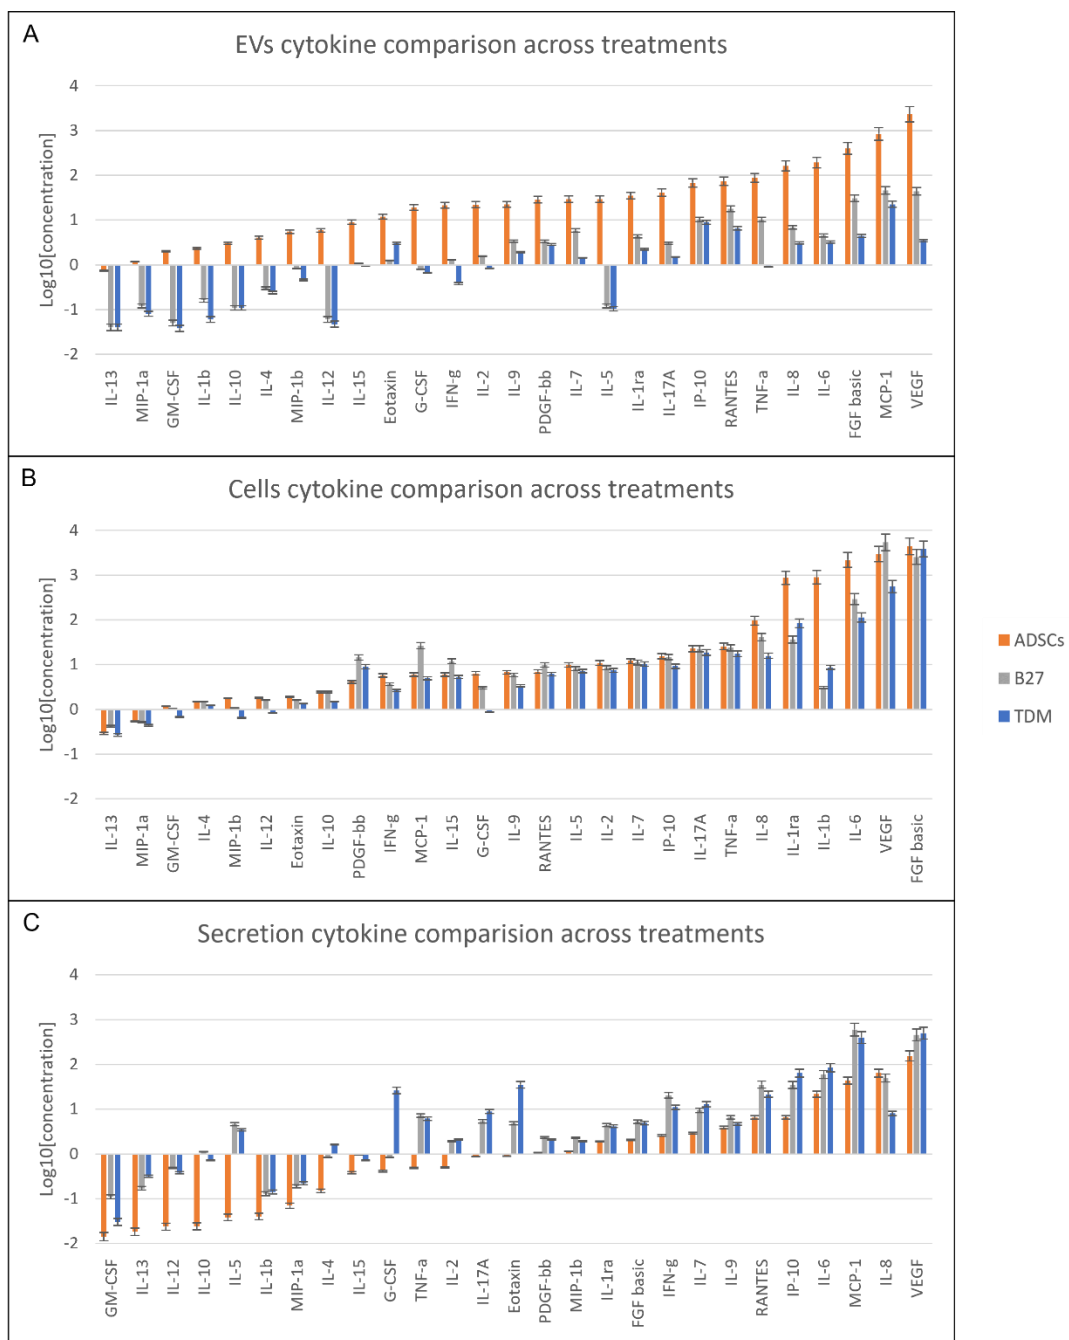 A
EVs cytokine comparison across treatments
Log10[concentration]
4
3
2
1
0
-1
-2
IL-13
MIP-1a
GM-CSF
IL-1b
IL-10
IL-4
MIP-1b
IL-12
IL-15
Eotaxin
G-CSF
IFN-g
IL-2
IL-9
PDGF-bb
IL-7
IL-5
IL-1ra
IL-17A
IP-10
RANTES
TNF-a
IL-8
IL-6
FGF basic
MCP-1
VEGF
B
Cells cytokine comparison across treatments
Log10[concentration]
4
3
2
1
0
-1
-2
IL-13
MIP-1a
GM-CSF
IL-4
MIP-1b
IL-12
Eotaxin
IL-10
PDGF-bb
IFN-g
MCP-1
IL-15
G-CSF
IL-9
RANTES
IL-5
IL-2
IL-7
IP-10
IL-17A
TNF-a
IL-8
IL-1ra
IL-1b
IL-6
VEGF
FGF basic
ADSCs
B27
TDM
C
Secretion cytokine comparision across treatments
Log10[concentration]
4
3
2
1
0
-1
-2
GM-CSF
IL-13
IL-12
IL-10
IL-5
IL-1b
MIP-1a
IL-4
IL-15
G-CSF
TNF-a
IL-2
IL-17A
Eotaxin
PDGF-bb
MIP-1b
IL-1ra
FGF basic
IFN-g
IL-7
IL-9
RANTES
IP-10
IL-6
MCP-1
IL-8
VEGF